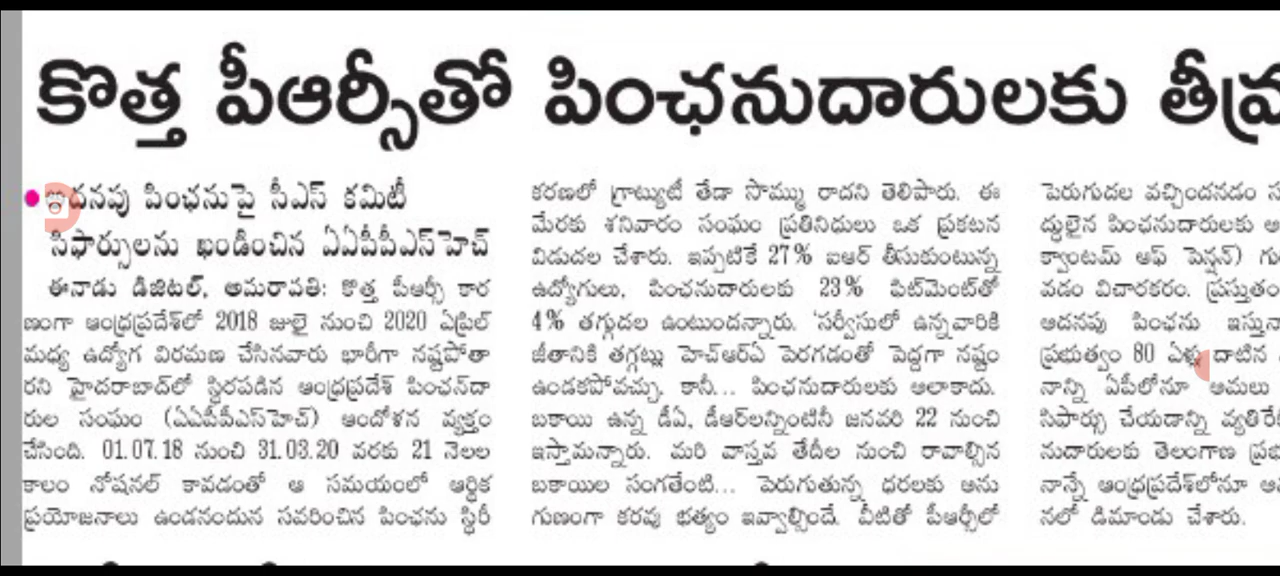 కొత్త పీఆర్సీతో పింఛనుదారులకు తీవ్ర
అదనపు పింఛనుపై సీఎస్ కమిటీ
సిఫార్సులను ఖండించిన ఏఏపీపీఎస్‌హెచ్
ఈనాడు డిజిటల్, అమరావతి: కొత్త పీఆర్సీ కార
ణంగా ఆంధ్రప్రదేశ్‌లో 2018 జులై నుంచి 2020 ఏప్రిల్
మధ్య ఉద్యోగ విరమణ చేసినవారు భారీగా నష్టపోతా
రని హైదరాబాద్‌లో స్థిరపడిన ఆంధ్రప్రదేశ్ పింఛన్‌దా
రుల సంఘం (ఏఏపీపీఎస్‌హెచ్) ఆందోళన వ్యక్తం
చేసింది. 01.07.18 నుంచి 31.03.20 వరకు 21 నెలల
కాలం నోషనల్ కావడంతో ఆ సమయంలో ఆర్థిక
ప్రయోజనాలు ఉండనందున సవరించిన పింఛను స్థిరీ
కరణలో గ్రాట్యుటీ తేడా సొమ్ము రాదని తెలిపారు. ఈ
మేరకు శనివారం సంఘం ప్రతినిధులు ఒక ప్రకటన
విడుదల చేశారు. ఇప్పటికే 27% ఐఆర్ తీసుకుంటున్న
ఉద్యోగులు, పింఛనుదారులకు 23% ఫిట్‌మెంట్‌తో
4% తగ్గుదల ఉంటుందన్నారు. ‘సర్వీసులో ఉన్నవారికి
జీతానికి తగ్గట్లు హెచ్ఆర్ఏ పెరగడంతో పెద్దగా నష్టం
ఉండకపోవచ్చు. కానీ... పింఛనుదారులకు అలాకాదు.
బకాయి ఉన్న డీఏ, డీఆర్‌లన్నింటినీ జనవరి 22 నుంచి
ఇస్తామన్నారు. మరి వాస్తవ తేదీల నుంచి రావాల్సిన
బకాయిల సంగతేంటి... పెరుగుతున్న ధరలకు అను
గుణంగా కరవు భత్యం ఇవ్వాల్సిందే. వీటితో పీఆర్సీలో
పెరుగుదల వచ్చిందనడం
ద్ధులైన పింఛనుదారులకు
క్వాంటమ్ ఆఫ్ పెన్షన్)
వడం విచారకరం. ప్రస్తుతం
అదనపు పింఛను
ప్రభుత్వం 80 ఏళ్లు దాటిన
నాన్ని ఏపీలోనూ అమలు
సిఫార్సు చేయడాన్ని
నుదారులకు తెలంగాణ
నాన్నే ఆంధ్రప్రదేశ్‌లోనూ
నలో డిమాండు చేశారు.